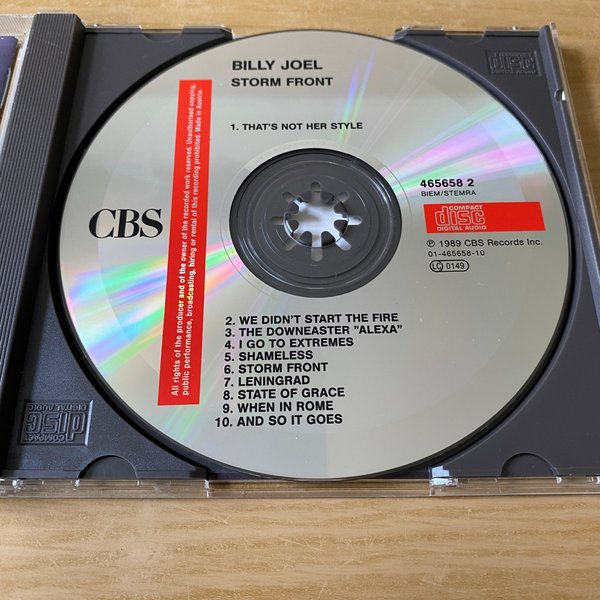 BILLY JOEL
STORM FRONT
1. THAT'S NOT HER STYLE
465658 2
BIEM/STEMRA
COMPACT
disc
DIGITAL AUDIO
℗ 1989 CBS Records Inc.
01-465658-10
LC 0149
CBS
All rights of the producer and of the owner of the recorded work reserved. Unauthorised copying,
public performance, broadcasting, hiring or rental of this recording prohibited. Made in Austria.
2. WE DIDN'T START THE FIRE
3. THE DOWNEASTER "ALEXA"
4. I GO TO EXTREMES
5. SHAMELESS
6. STORM FRONT
7. LENINGRAD
8. STATE OF GRACE
9. WHEN IN ROME
10. AND SO IT GOES
COMPACT
disc
DIGITAL AUDIO
COMPACT
disc
DIGITAL AUDIO